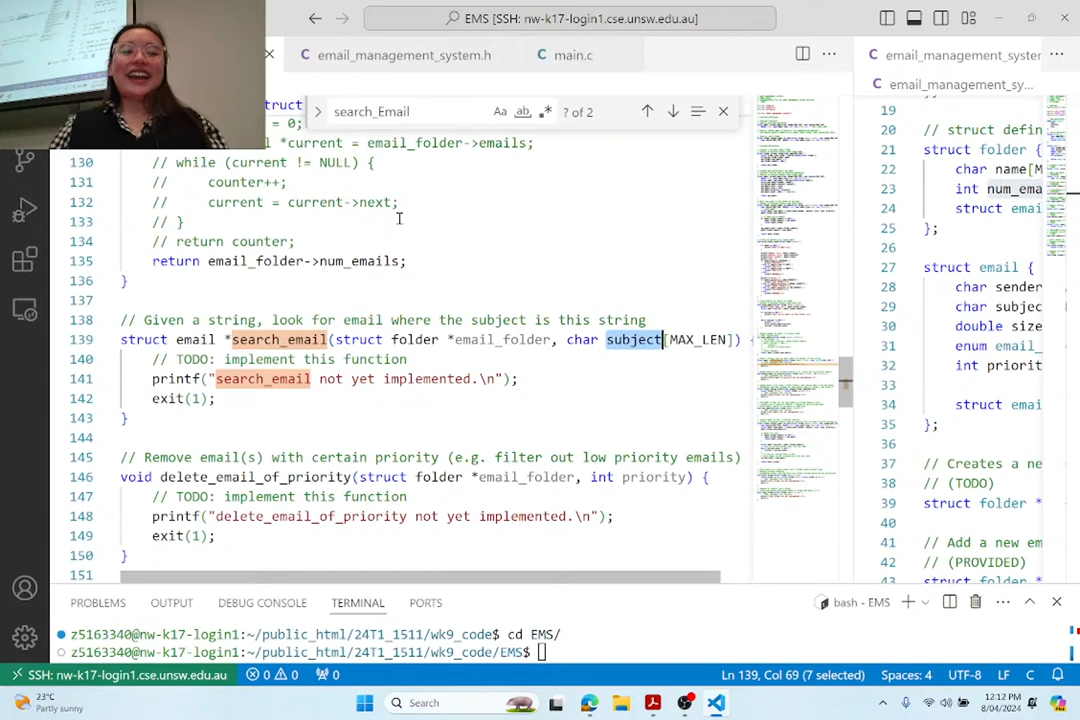 EMS [SSH: nw-k17-login1.cse.unsw.edu.au]
email_management_system.h
main.c
email_management_syster
search_Email
Aa
ab
? of 2
email_management_sy...
truct
= 0;
*current = email_folder->emails;
130 // while (current != NULL) {
131 // counter++;
132 // current = current->next;
133 // }
134 // return counter;
135 return email_folder->num_emails;
136 }
137
138 // Given a string, look for email where the subject is this string
139 struct email *search_email(struct folder *email_folder, char subject[MAX_LEN])
140 // TODO: implement this function
141 printf("search_email not yet implemented.\n");
142 exit(1);
143 }
144
145 // Remove email(s) with certain priority (e.g. filter out low priority emails)
146 void delete_email_of_priority(struct folder *email_folder, int priority) {
147 // TODO: implement this function
148 printf("delete_email_of_priority not yet implemented.\n");
149 exit(1);
150 }
151
19
20 // struct defin
21 struct folder {
22 char name[M
23 int num_ema
24 struct emai
25 };
26
27 struct email {
28 char sender
29 char subjec
30 double size
31 enum email_
32 int priorit
33
34 struct emai
35 };
36
37 // Creates a ne
38 // (TODO)
39 struct folder *
40
41 // Add a new em
42 // (PROVIDED)
43 struct folder *
PROBLEMS
OUTPUT
DEBUG CONSOLE
TERMINAL
PORTS
bash - EMS
z5163340@nw-k17-login1:~/public_html/24T1_1511/wk9_code$ cd EMS/
z5163340@nw-k17-login1:~/public_html/24T1_1511/wk9_code/EMS$
SSH: nw-k17-login1.cse.unsw.edu.au
0
0
0
Ln 139, Col 69 (7 selected)
Spaces: 4
UTF-8
LF
C
23°C
Partly sunny
Search
12:12 PM
8/04/2024